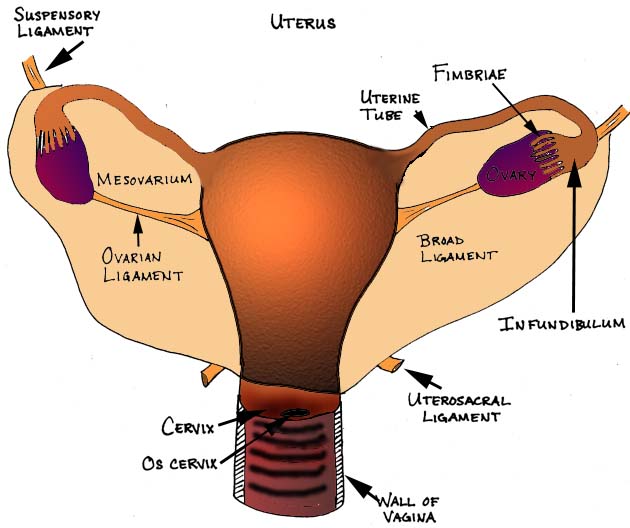 SUSPENSORY
LIGAMENT
UTERUS
FIMBRIAE
UTERINE
TUBE
MESOVARIUM
OVARY
OVARIAN
LIGAMENT
BROAD
LIGAMENT
INFUNDIBULUM
UTEROSACRAL
LIGAMENT
CERVIX
OS CERVIX
WALL OF
VAGINA